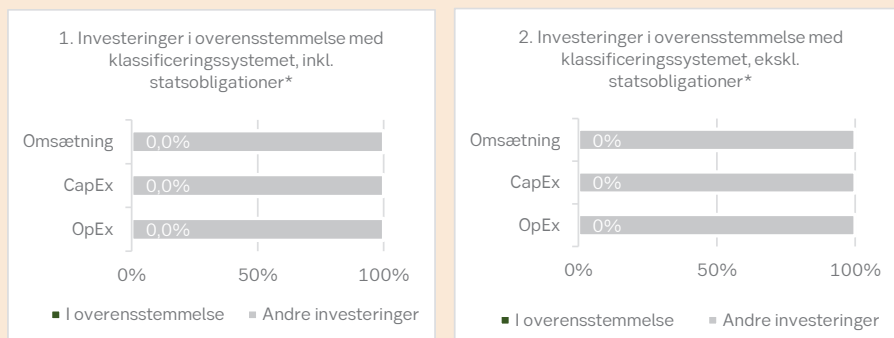 1. Investeringer i overensstemmelse med
klassificeringssystemet, inkl.
statsobligationer*
Omsætning
0,0%
CapEx
0,0%
OpEx
0,0%
0%
50%
100%
I overensstemmelse
Andre investeringer
2. Investeringer i overensstemmelse med
klassificeringssystemet, ekskl.
statsobligationer*
Omsætning
0%
CapEx
0%
OpEx
0%
0%
50%
100%
I overensstemmelse
Andre investeringer